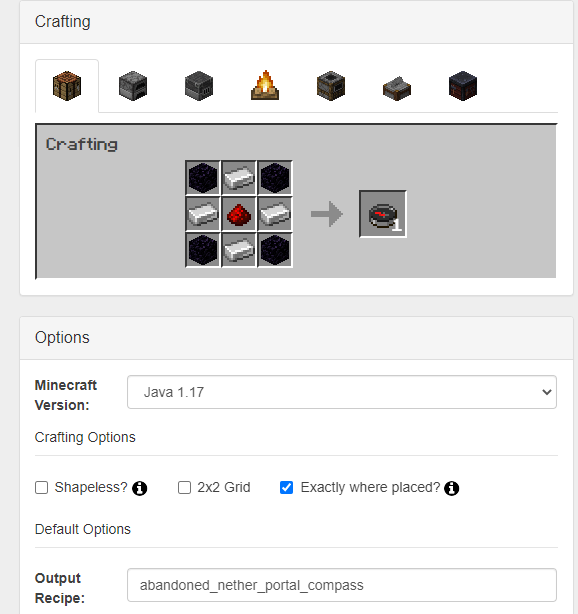 Crafting
Crafting
1
Options
Minecraft Version:
Java 1.17
Crafting Options
Shapeless?
2x2 Grid
Exactly where placed?
Default Options
Output Recipe:
abandoned_nether_portal_compass